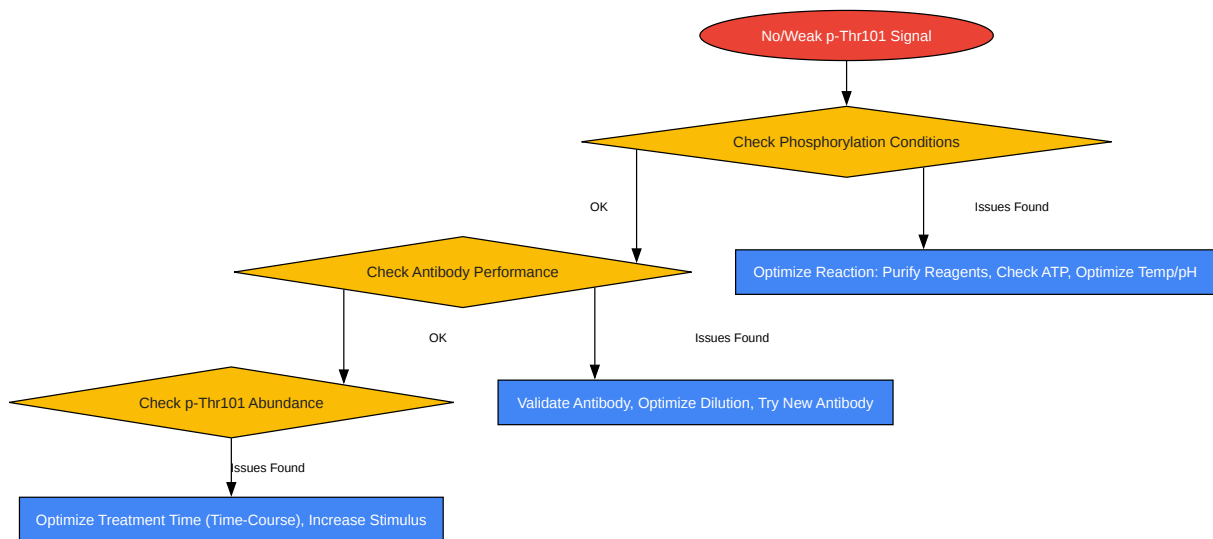 No/Weak p-Thr101 Signal
Check Phosphorylation Conditions
OK
Issues Found
Check Antibody Performance
Optimize Reaction: Purify Reagents, Check ATP, Optimize Temp/pH
OK
Issues Found
Check p-Thr101 Abundance
Validate Antibody, Optimize Dilution, Try New Antibody
Issues Found
Optimize Treatment Time (Time-Course), Increase Stimulus